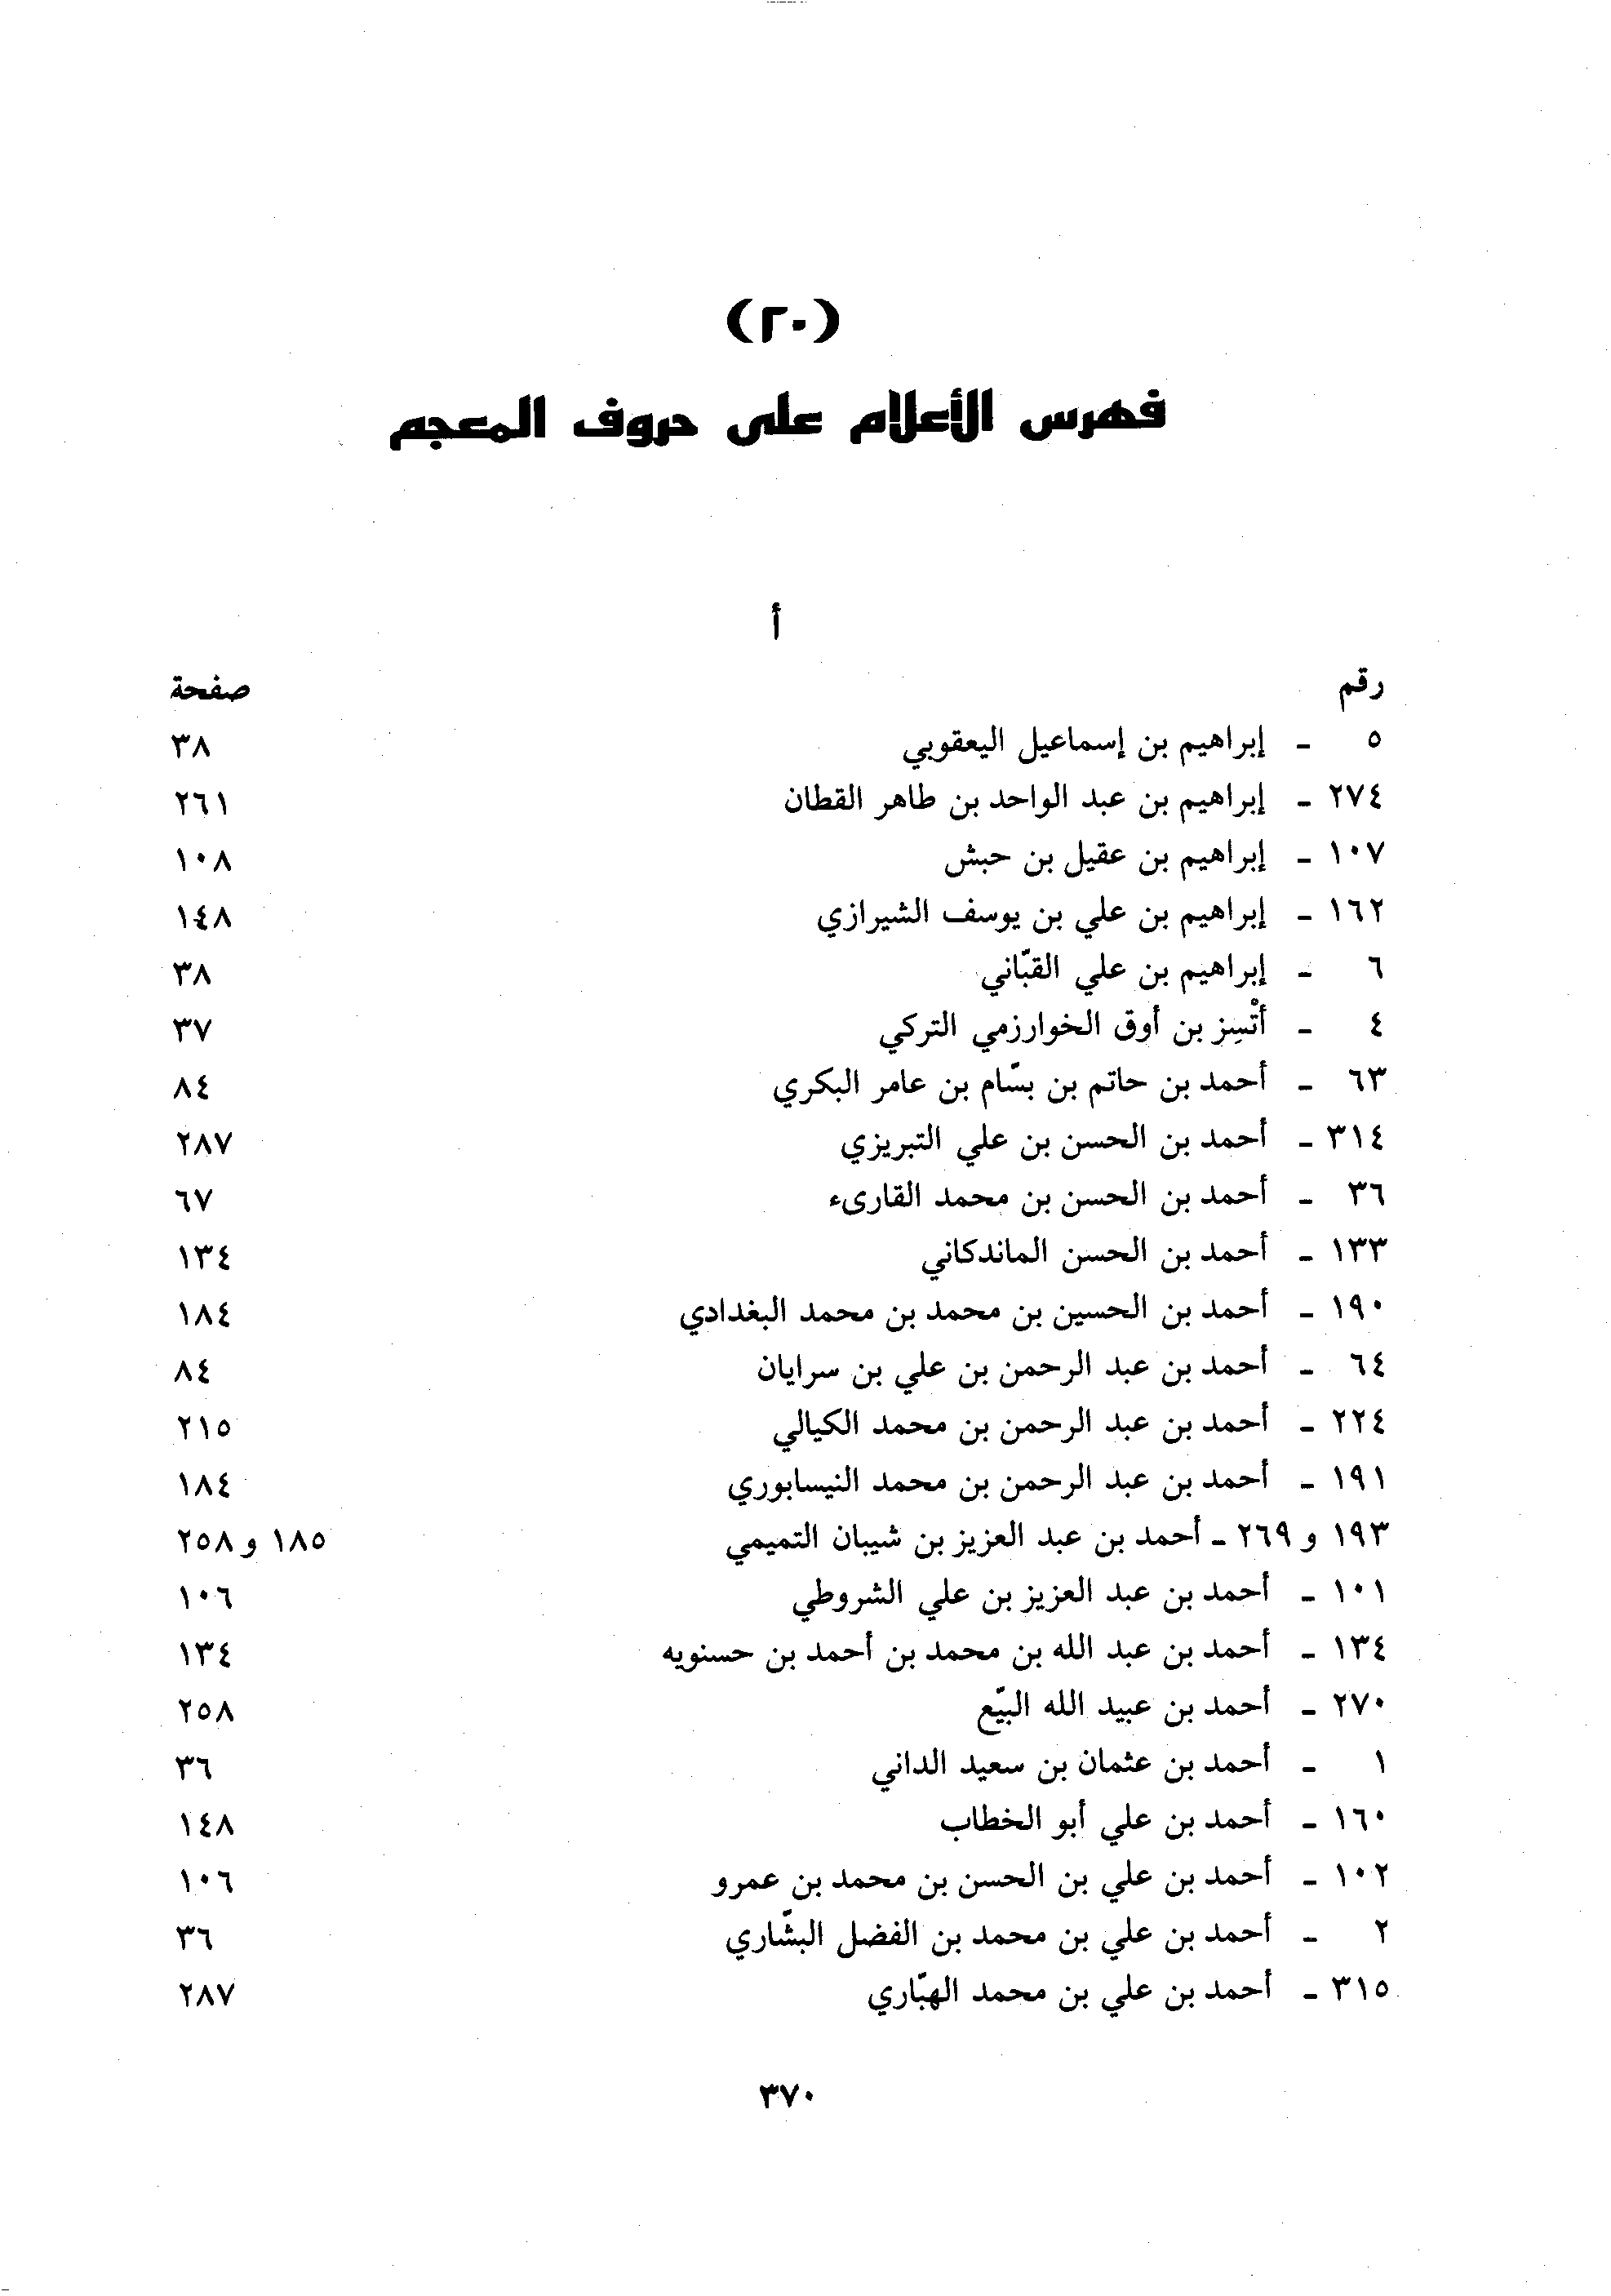 (٢٠)
فهرس الأعلام على حروف المعجم
أ
رقم صفحة
٥ - إبراهيم بن إسماعيل اليعقوبي ٣٨
٢٧٤ - إبراهيم بن عبد الواحد بن طاهر القطان ٢٦١
١٠٧ - إبراهيم بن عقيل بن حبش ١٠٨
١٦٢ - إبراهيم بن علي بن يوسف الشيرازي ١٤٨
٦ - إبراهيم بن علي القبّاني ٣٨
٤ - أتْسِز بن أوق الخوارزمي التركي ٣٧
٦٣ - أحمد بن حاتم بن بسّام بن عامر البكري ٨٤
٣١٤ - أحمد بن الحسن بن علي التبريزي ٢٨٧
٣٦ - أحمد بن الحسن بن محمد القارىء ٦٧
١٣٣ - أحمد بن الحسن الماندكاني ١٣٤
١٩٠ - أحمد بن الحسين بن محمد بن محمد البغدادي ١٨٤
٦٤ - أحمد بن عبد الرحمن بن علي بن سرايان ٨٤
٢٢٤ - أحمد بن عبد الرحمن بن محمد الكيالي ٢١٥
١٩١ - أحمد بن عبد الرحمن بن محمد النيسابوري ١٨٤
١٩٣ و ٢٦٩ - أحمد بن عبد العزيز بن شيبان التميمي ١٨٥ و ٢٥٨
١٠١ - أحمد بن عبد العزيز بن علي الشروطي ١٠٦
١٣٤ - أحمد بن عبد الله بن محمد بن أحمد بن حسنويه ١٣٤
٢٧٠ - أحمد بن عبيد الله البيّع ٢٥٨
١ - أحمد بن عثمان بن سعيد الداني ٣٦
١٦٠ - أحمد بن علي أبو الخطاب ١٤٨
١٠٢ - أحمد بن علي بن الحسن بن محمد بن عمرو ١٠٦
٢ - أحمد بن علي بن محمد بن الفضل البشّاري ٣٦
٣١٥ - أحمد بن علي بن محمد الهبّاري ٢٨٧
٣٧٠